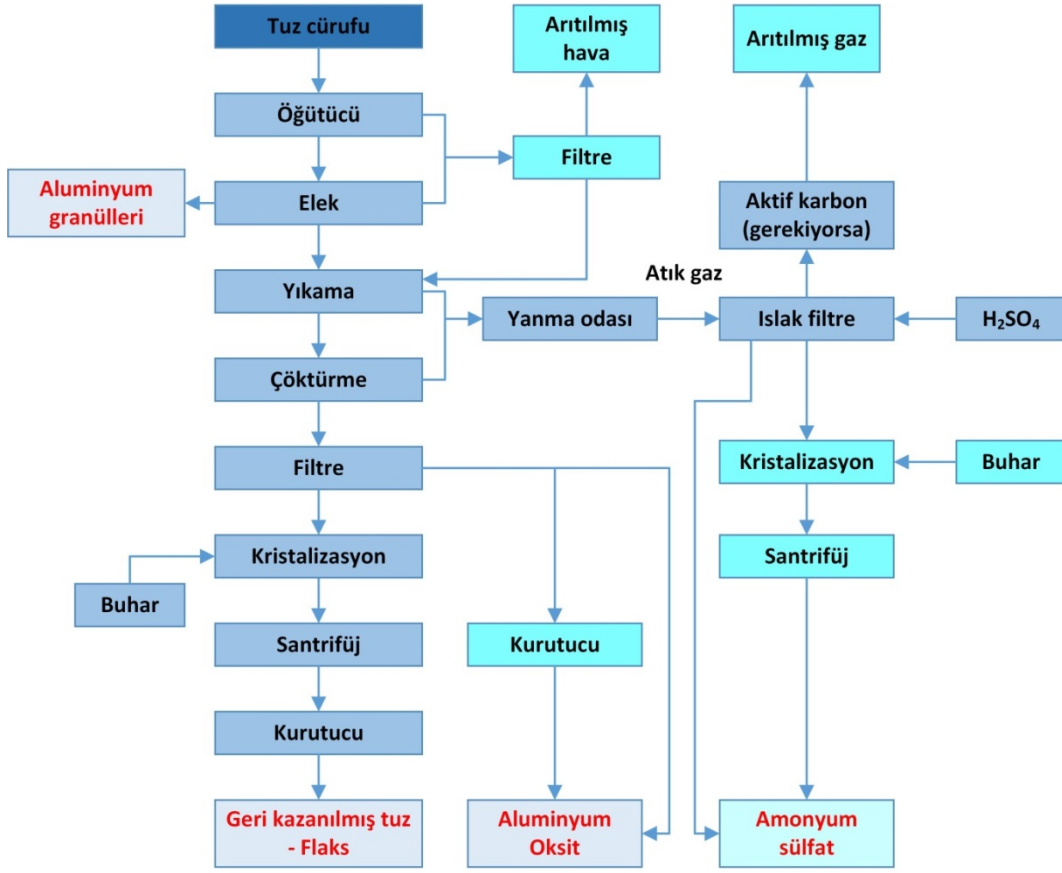 Tuz cürufu
Arıtılmış
hava
Arıtılmış gaz
Öğütücü
Filtre
Aluminyum
granülleri
Elek
Aktif karbon
(gerekiyorsa)
Atık gaz
Yıkama
Yanma odası
Islak filtre
H₂SO₄
Çöktürme
Filtre
Kristalizasyon
Buhar
Kristalizasyon
Buhar
Santrifüj
Santrifüj
Kurutucu
Kurutucu
Geri kazanılmış tuz
- Flaks
Aluminyum
Oksit
Amonyum
sülfat